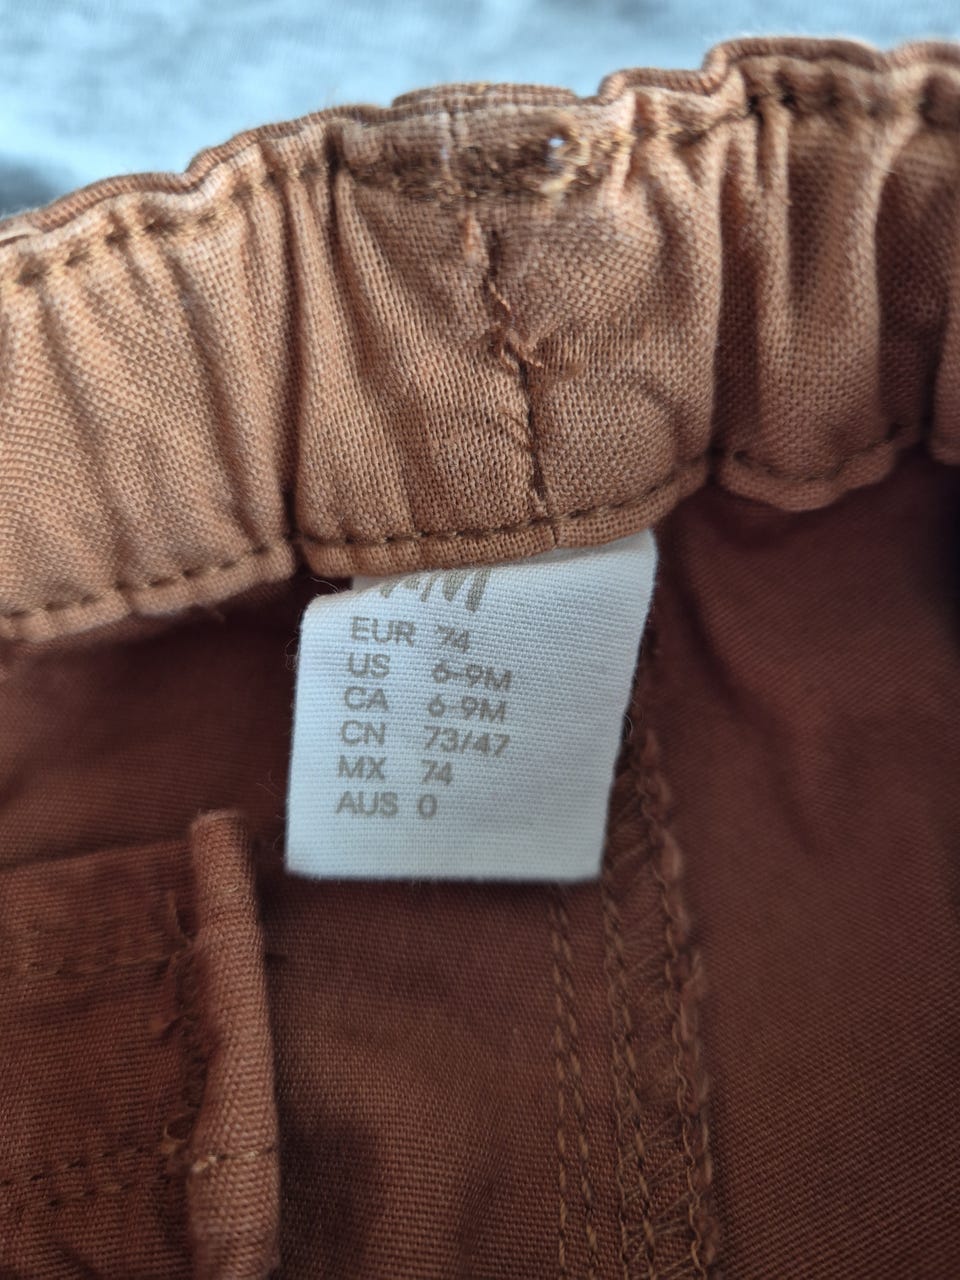 EUR 74
US 6-9M
CA 6-9M
CN 73/47
MX 74
AUS 0